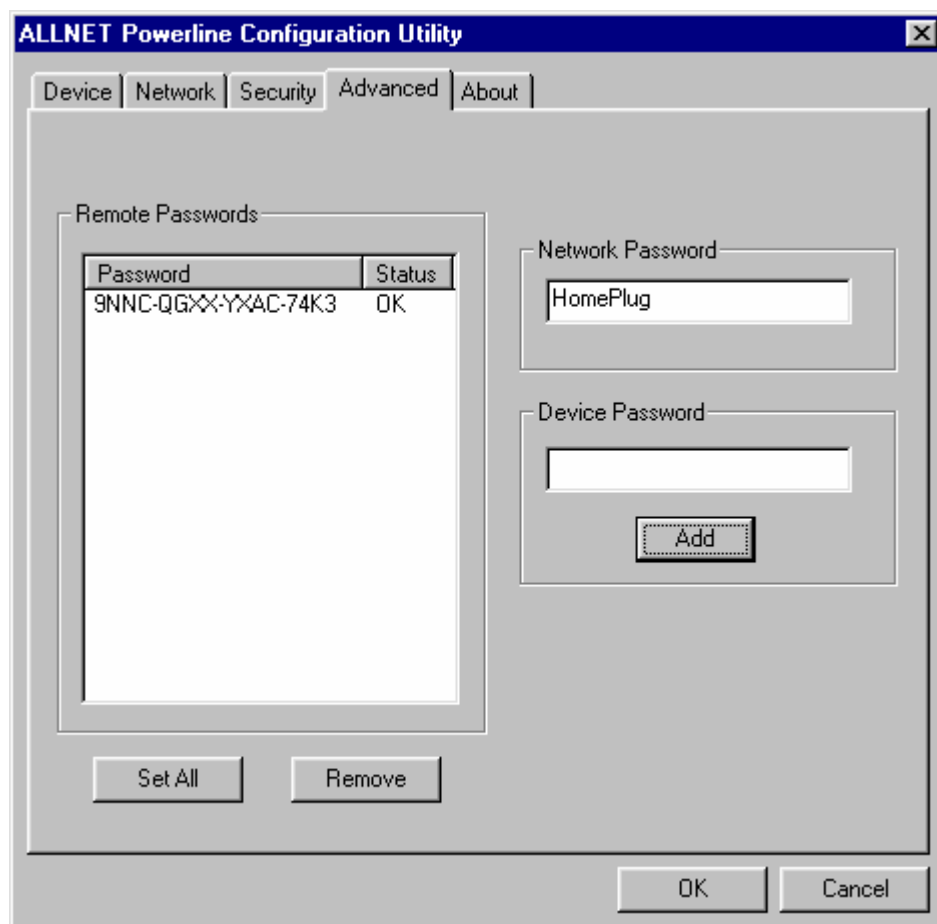 ALLNET Powerline Configuration Utility
Device Network Security Advanced About
Remote Passwords
Password Status
9NNC-QGXX-YXAC-74K3 OK
Network Password
HomePlug
Device Password
Add
Set All Remove
OK Cancel